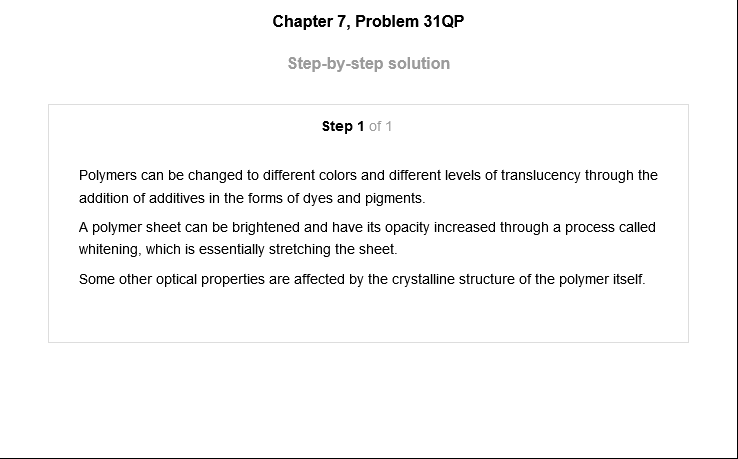 Chapter 7, Problem 31QP
Step-by-step solution
Step 1 of 1
Polymers can be changed to different colors and different levels of translucency through the
addition of additives in the forms of dyes and pigments.
A polymer sheet can be brightened and have its opacity increased through a process called
whitening, which is essentially stretching the sheet.
Some other optical properties are affected by the crystalline structure of the polymer itself.